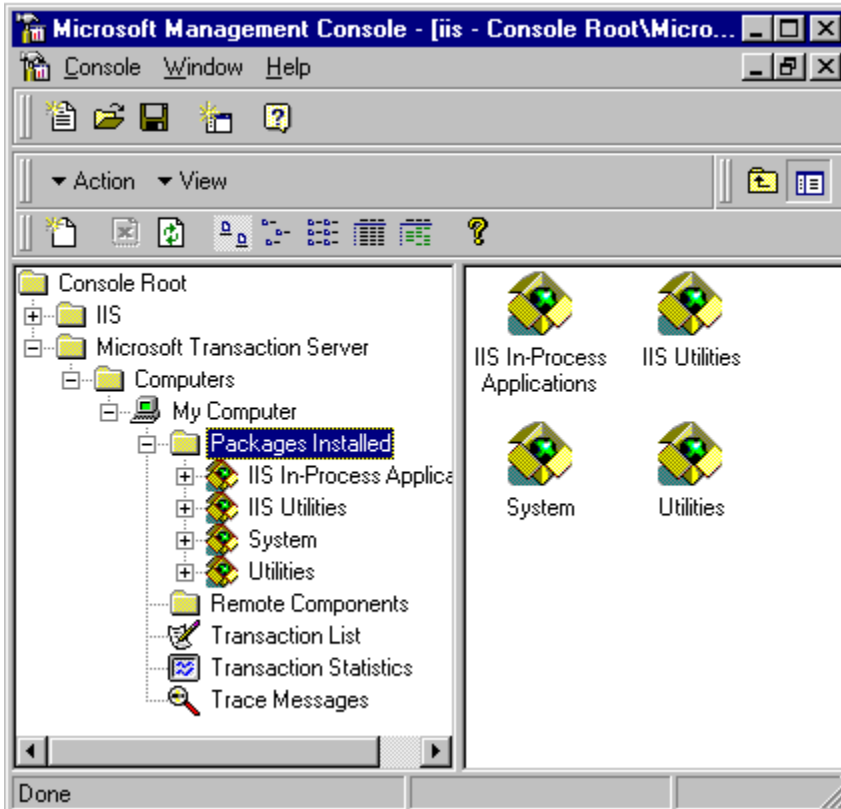 Microsoft Management Console - [iis - Console Root\Micro...
Console Window Help
Action View
Console Root
IIS
Microsoft Transaction Server
Computers
My Computer
Packages Installed
IIS In-Process Applica
IIS Utilities
System
Utilities
Remote Components
Transaction List
Transaction Statistics
Trace Messages
IIS In-Process
Applications
IIS Utilities
System
Utilities
Done